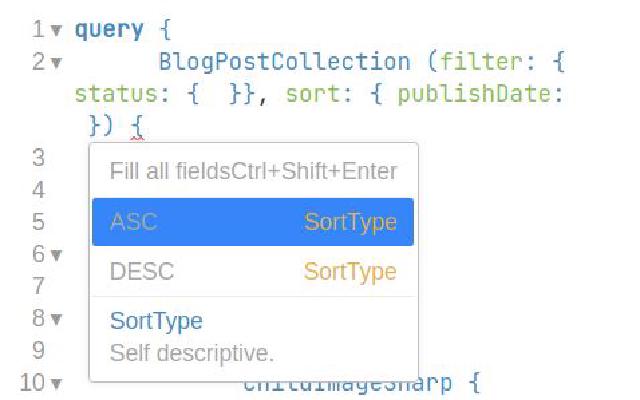 1 ▾ query {
2 ▾ BlogPostCollection (filter: {
status: { }}, sort: { publishDate:
}) {
3
Fill all fieldsCtrl+Shift+Enter
4
5 ASC SortType
6 ▾
DESC SortType
7
8 ▾ SortType
9 Self descriptive.
10 ▾ childImageSharp {